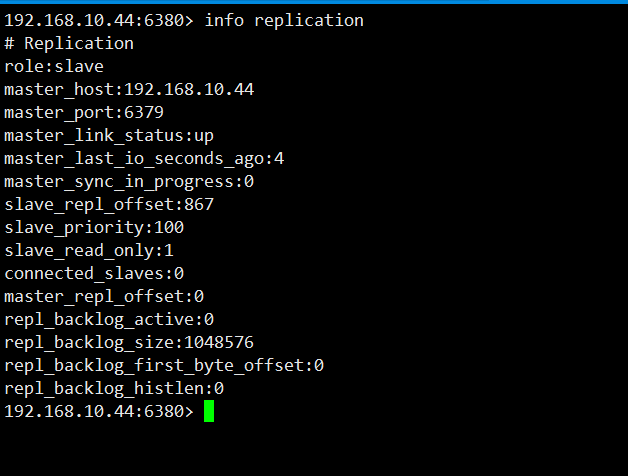 192.168.10.44:6380> info replication
# Replication
role:slave
master_host:192.168.10.44
master_port:6379
master_link_status:up
master_last_io_seconds_ago:4
master_sync_in_progress:0
slave_repl_offset:867
slave_priority:100
slave_read_only:1
connected_slaves:0
master_repl_offset:0
repl_backlog_active:0
repl_backlog_size:1048576
repl_backlog_first_byte_offset:0
repl_backlog_histlen:0
192.168.10.44:6380>